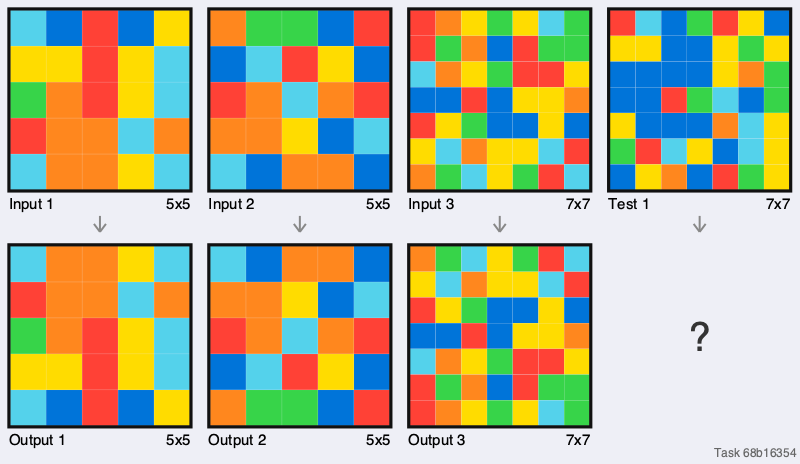 Input 1 5x5
Input 2 5x5
Input 3 7x7
Test 1 7x7
?
Output 1 5x5
Output 2 5x5
Output 3 7x7
Task 68b16354